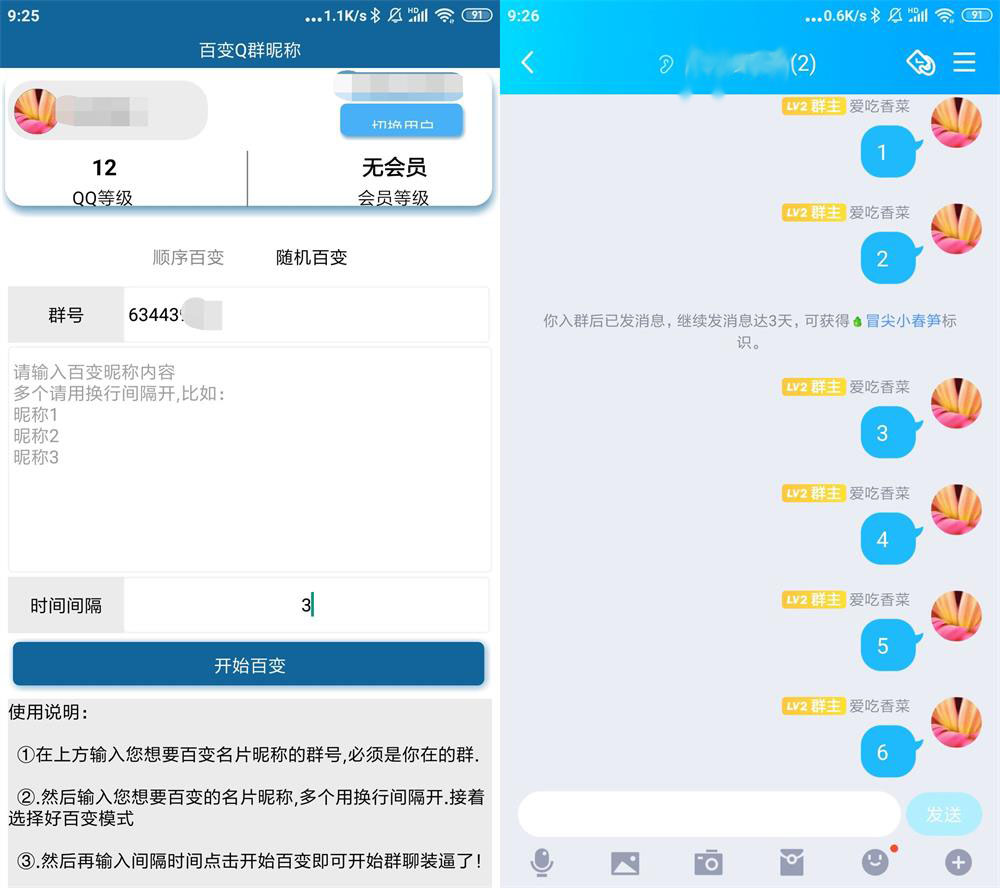 9:25
...1.1K/s
HD
91
百变Q群昵称
切换用户
12
无会员
QQ等级
会员等级
顺序百变
随机百变
群号
63443
请输入百变昵称内容
多个请用换行间隔开,比如:
昵称1
昵称2
昵称3
时间间隔
3
开始百变
使用说明:
①在上方输入您想要百变名片昵称的群号,必须是你在的群.
②.然后输入您想要百变的名片昵称,多个用换行间隔开.接着
选择好百变模式
③.然后再输入间隔时间点击开始百变即可开始群聊装逼了!
9:26
...0.6K/s
HD
91
(2)
LV2 群主 爱吃香菜
1
LV2 群主 爱吃香菜
2
你入群后已发消息，继续发消息达3天，可获得冒尖小春笋标
识。
LV2 群主 爱吃香菜
3
LV2 群主 爱吃香菜
4
LV2 群主 爱吃香菜
5
LV2 群主 爱吃香菜
6
发送